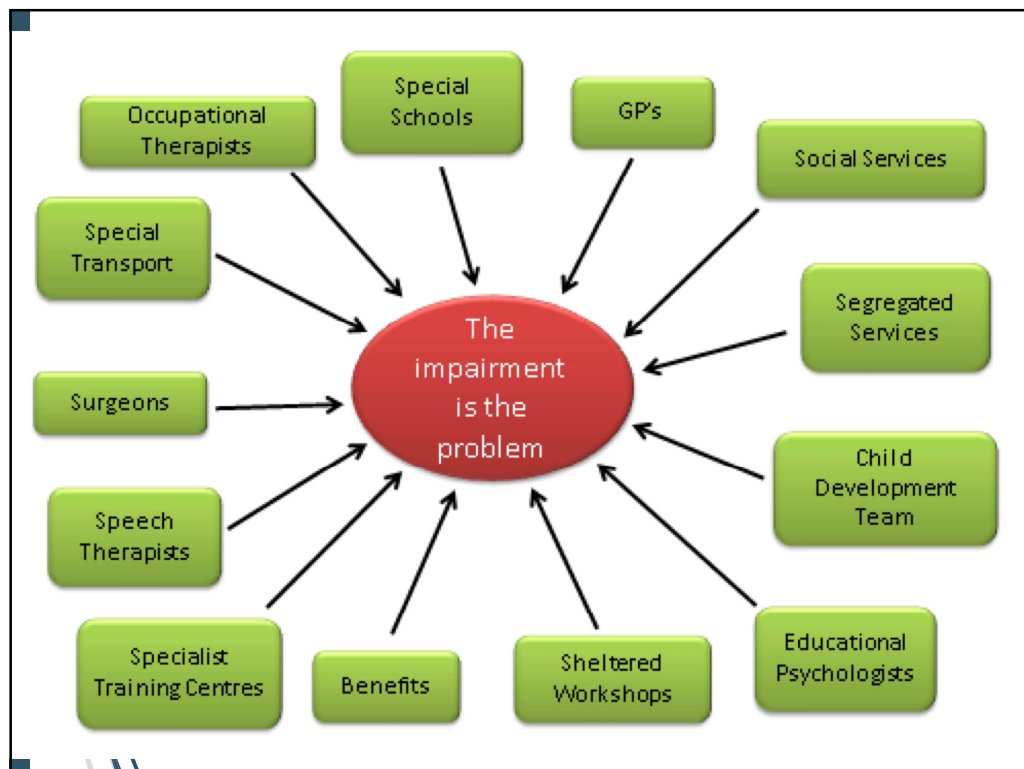 Special
Schools
GP's
Occupational
Therapists
Social Services
Special
Transport
Segregated
Services
The
impairment
is the
problem
Surgeons
Child
Development
Team
Speech
Therapists
Educational
Psychologists
Specialist
Training Centres
Benefits
Sheltered
Workshops